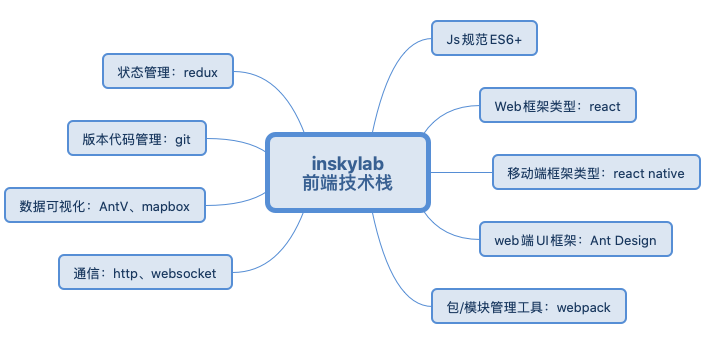 inskylab
前端技术栈
Js规范ES6+
Web框架类型：react
移动端框架类型：react native
web端UI框架：Ant Design
包/模块管理工具：webpack
状态管理：redux
版本代码管理：git
数据可视化：AntV、mapbox
通信：http、websocket